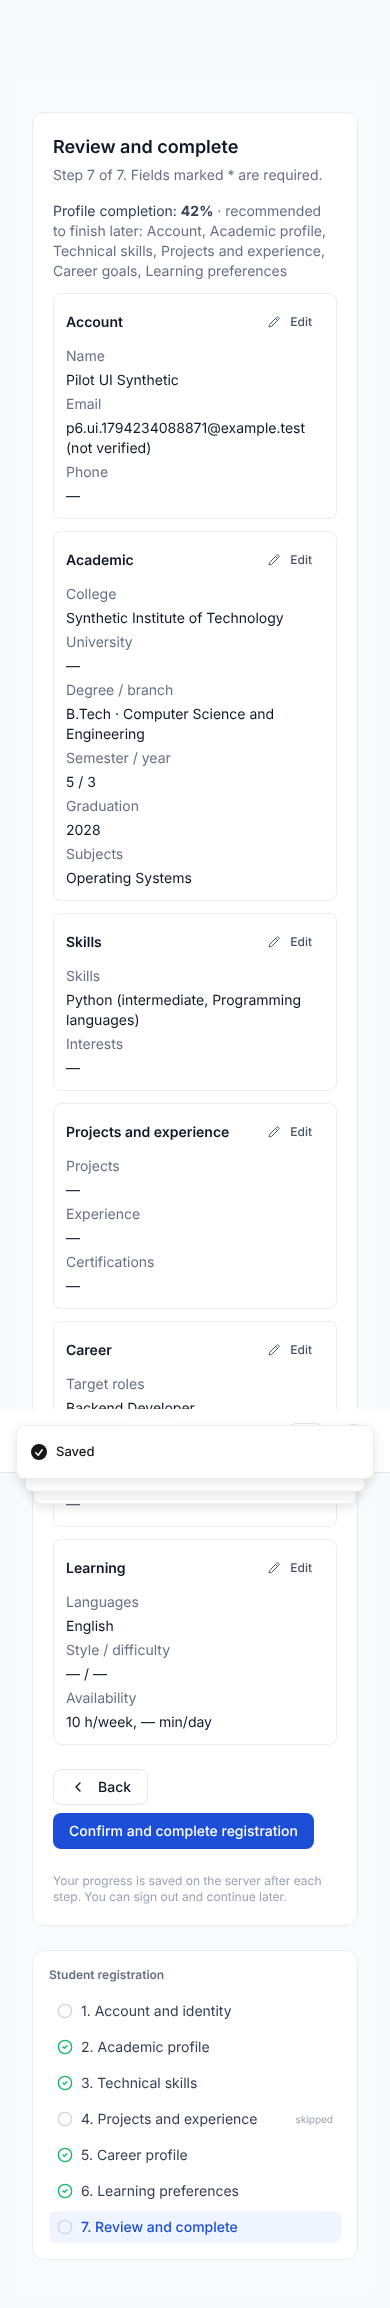 Review and complete
Step 7 of 7. Fields marked * are required.
Profile completion: 42% · recommended
to finish later: Account, Academic profile,
Technical skills, Projects and experience,
Career goals, Learning preferences
Account
Edit
Name
Pilot UI Synthetic
Email
p6.ui.1794234088871@example.test
(not verified)
Phone
—
Academic
Edit
College
Synthetic Institute of Technology
University
—
Degree / branch
B.Tech · Computer Science and
Engineering
Semester / year
5 / 3
Graduation
2028
Subjects
Operating Systems
Skills
Edit
Skills
Python (intermediate, Programming
languages)
Interests
—
Projects and experience
Edit
Projects
—
Experience
—
Certifications
—
Career
Edit
Target roles
Backend Developer
Saved
—
Learning
Edit
Languages
English
Style / difficulty
— / —
Availability
10 h/week, — min/day
Back
Confirm and complete registration
Your progress is saved on the server after each
step. You can sign out and continue later.
Student registration
1. Account and identity
2. Academic profile
3. Technical skills
4. Projects and experience
skipped
5. Career profile
6. Learning preferences
7. Review and complete